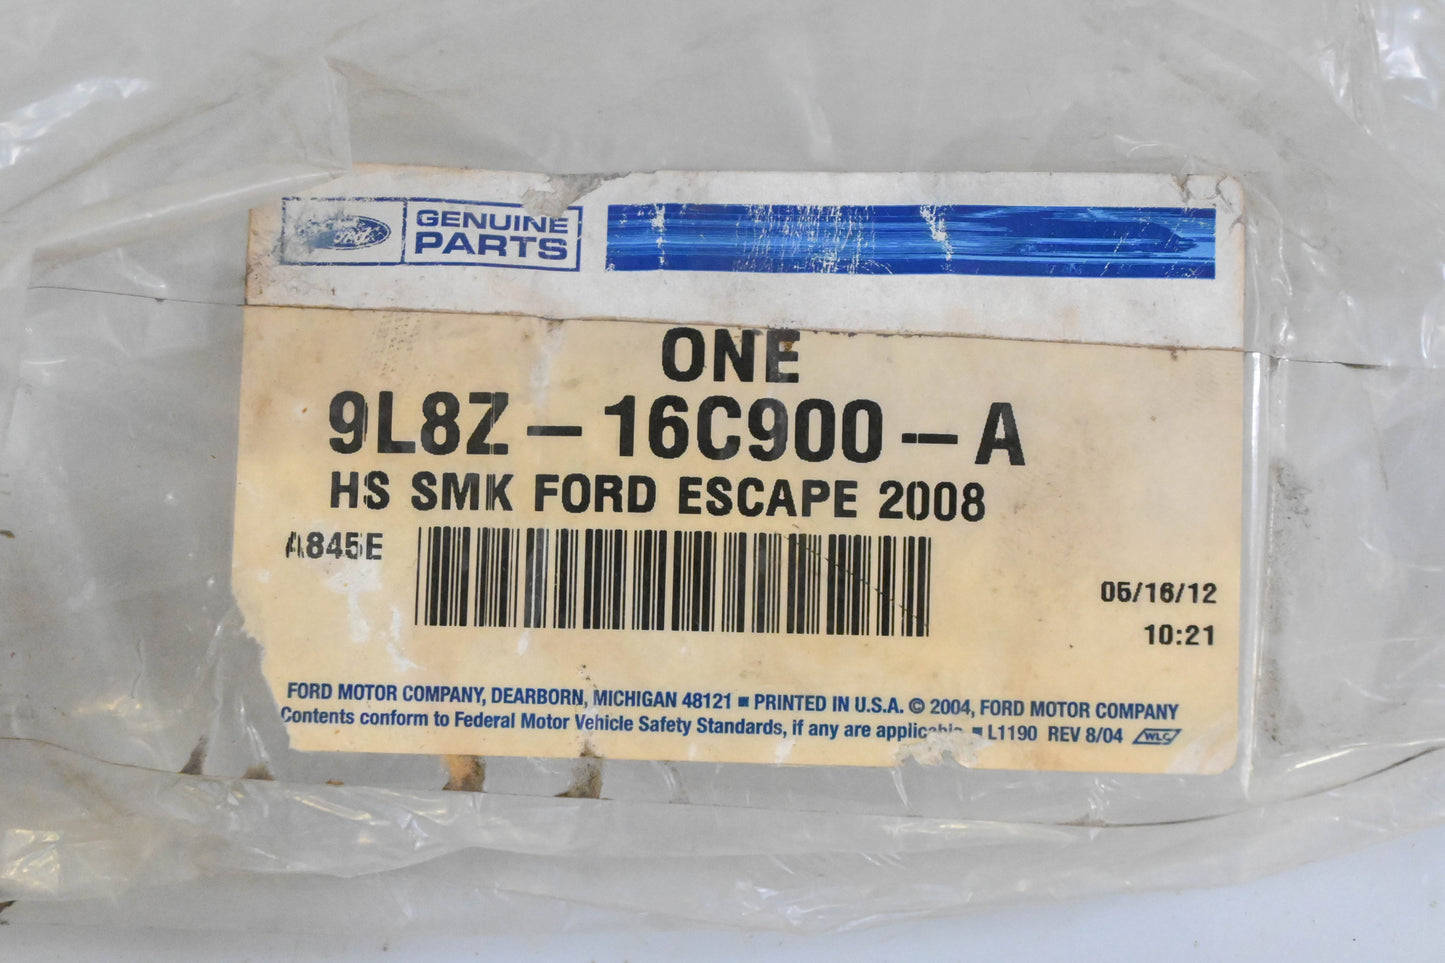 Ford
GENUINE
PARTS
ONE
9L8Z - 16C900 - A
HS SMK FORD ESCAPE 2008
A845E
05/16/12
10:21
FORD MOTOR COMPANY, DEARBORN, MICHIGAN 48121 ■ PRINTED IN U.S.A. © 2004, FORD MOTOR COMPANY
Contents conform to Federal Motor Vehicle Safety Standards, if any are applicable. ■ L1190 REV 8/04 WLC